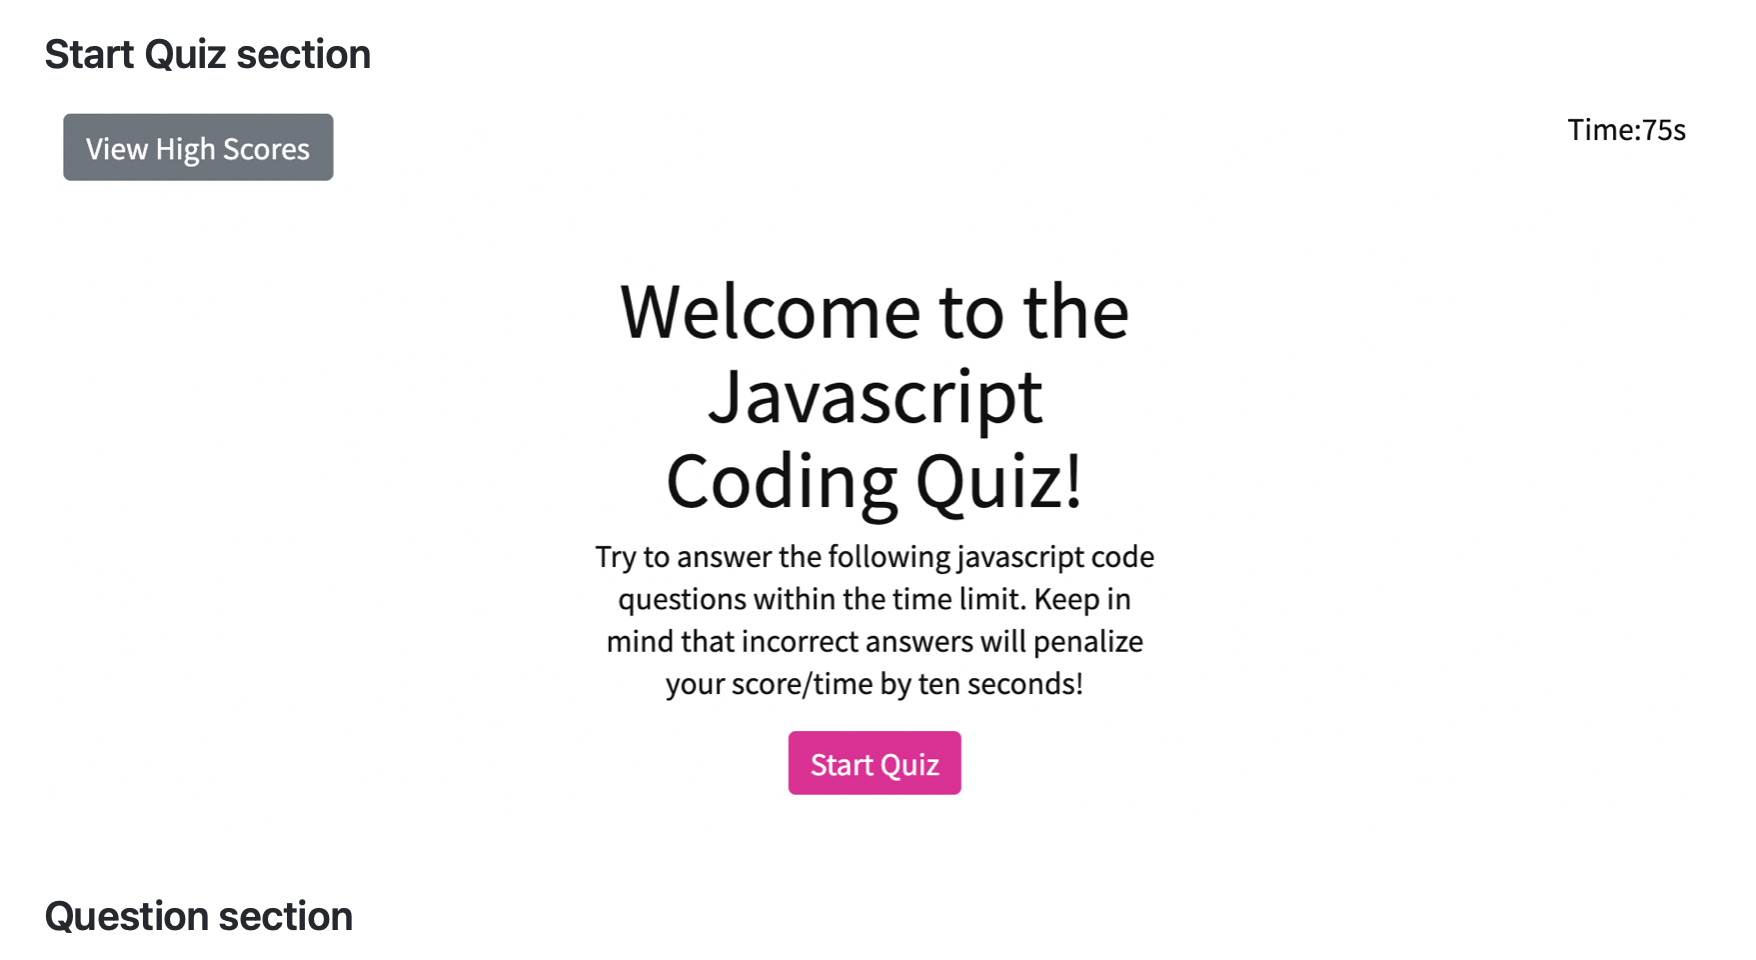 Start Quiz section
View High Scores
Time:75s
Welcome to the
Javascript
Coding Quiz!
Try to answer the following javascript code
questions within the time limit. Keep in
mind that incorrect answers will penalize
your score/time by ten seconds!
Start Quiz
Question section